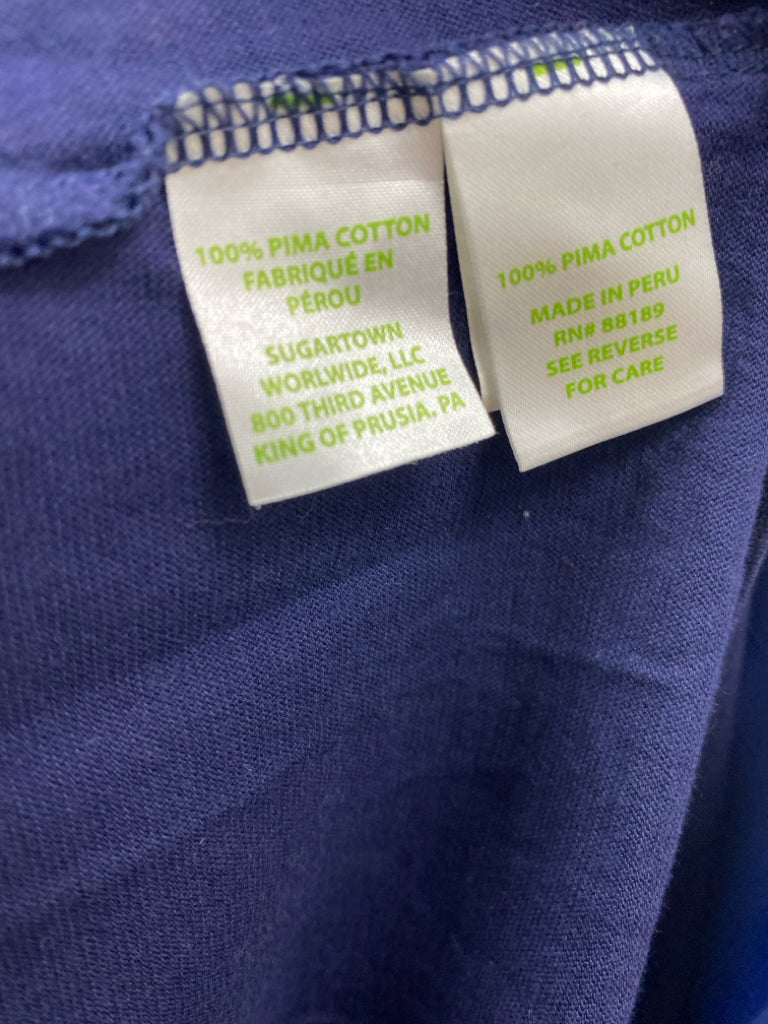 100% PIMA COTTON
FABRIQUÉ EN
PÉROU
SUGARTOWN
WORLWIDE, LLC
800 THIRD AVENUE
KING OF PRUSIA, PA
100% PIMA COTTON
MADE IN PERU
RN# 88189
SEE REVERSE
FOR CARE